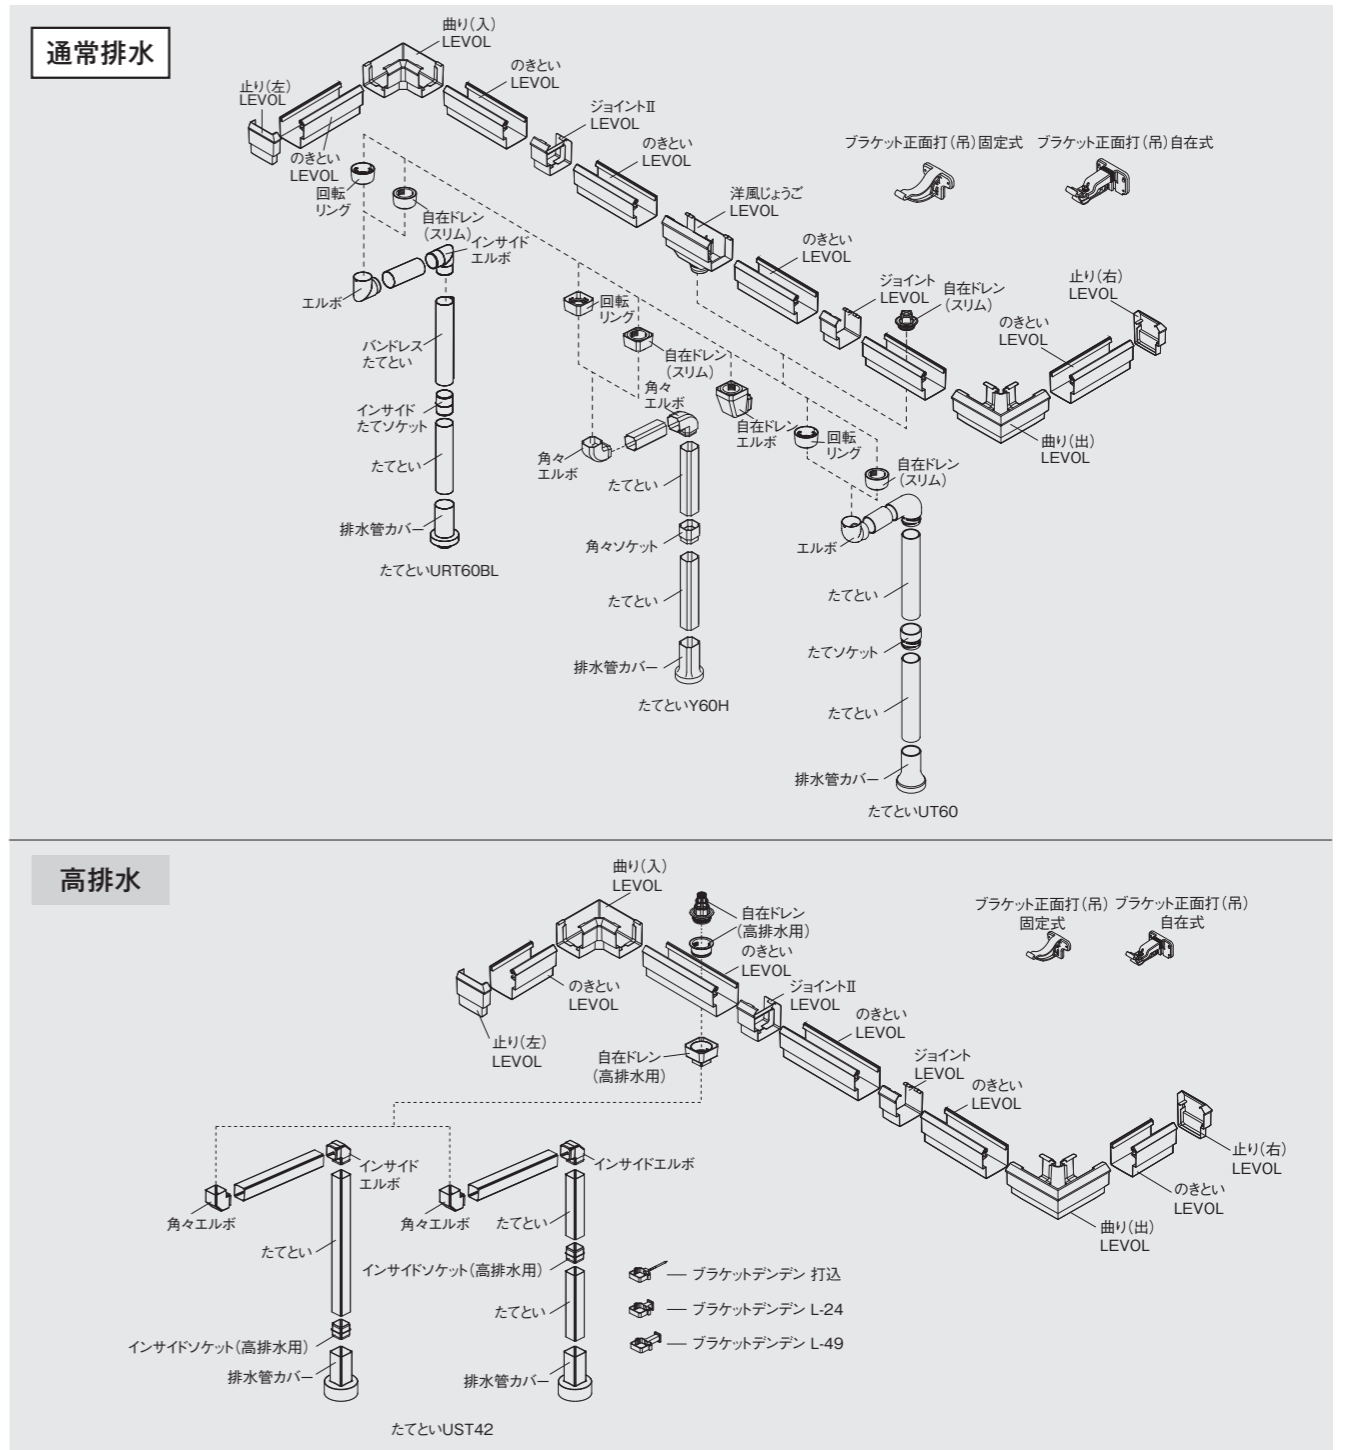 通常排水
曲り(入)
LEVOL
のきとい
LEVOL
止り(左)
LEVOL
ジョイントⅡ
LEVOL
のきとい
LEVOL
のきとい
LEVOL
回転
リング
自在ドレン
(スリム)
洋風じょうご
LEVOL
ブラケット正面打(吊)固定式
ブラケット正面打(吊)自在式
インサイド
エルボ
エルボ
のきとい
LEVOL
ジョイント
LEVOL
自在ドレン
(スリム)
止り(右)
LEVOL
のきとい
LEVOL
回転
リング
バンドレス
たてとい
自在ドレン
(スリム)
角々
エルボ
インサイド
たてソケット
自在ドレン
エルボ
回転
リング
曲り(出)
LEVOL
角々
エルボ
たてとい
自在ドレン
(スリム)
たてとい
排水管カバー
角々ソケット
エルボ
たてといURT60BL
たてとい
たてとい
たてソケット
排水管カバー
たてといY60H
たてとい
排水管カバー
たてといUT60
高排水
曲り(入)
LEVOL
自在ドレン
(高排水用)
のきとい
LEVOL
ブラケット正面打(吊)
固定式
ブラケット正面打(吊)
自在式
のきとい
LEVOL
ジョイントⅡ
LEVOL
のきとい
LEVOL
止り(左)
LEVOL
自在ドレン
(高排水用)
ジョイント
LEVOL
のきとい
LEVOL
止り(右)
LEVOL
のきとい
LEVOL
曲り(出)
LEVOL
インサイド
エルボ
インサイドエルボ
角々エルボ
角々エルボ
たてとい
たてとい
インサイドソケット(高排水用)
たてとい
ブラケットデンデン 打込
ブラケットデンデン L-24
ブラケットデンデン L-49
インサイドソケット(高排水用)
排水管カバー
排水管カバー
たてといUST42